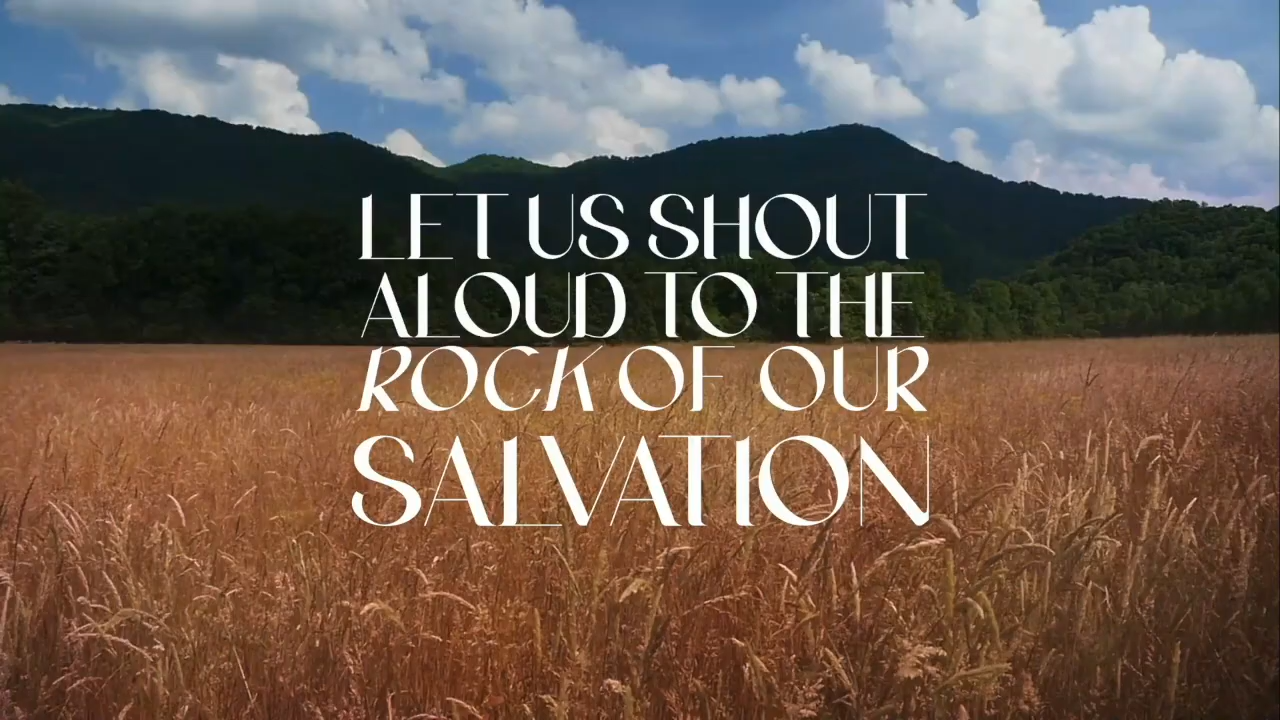 LET US SHOUT
ALOUD TO THE
ROCK OF OUR
SALVATION